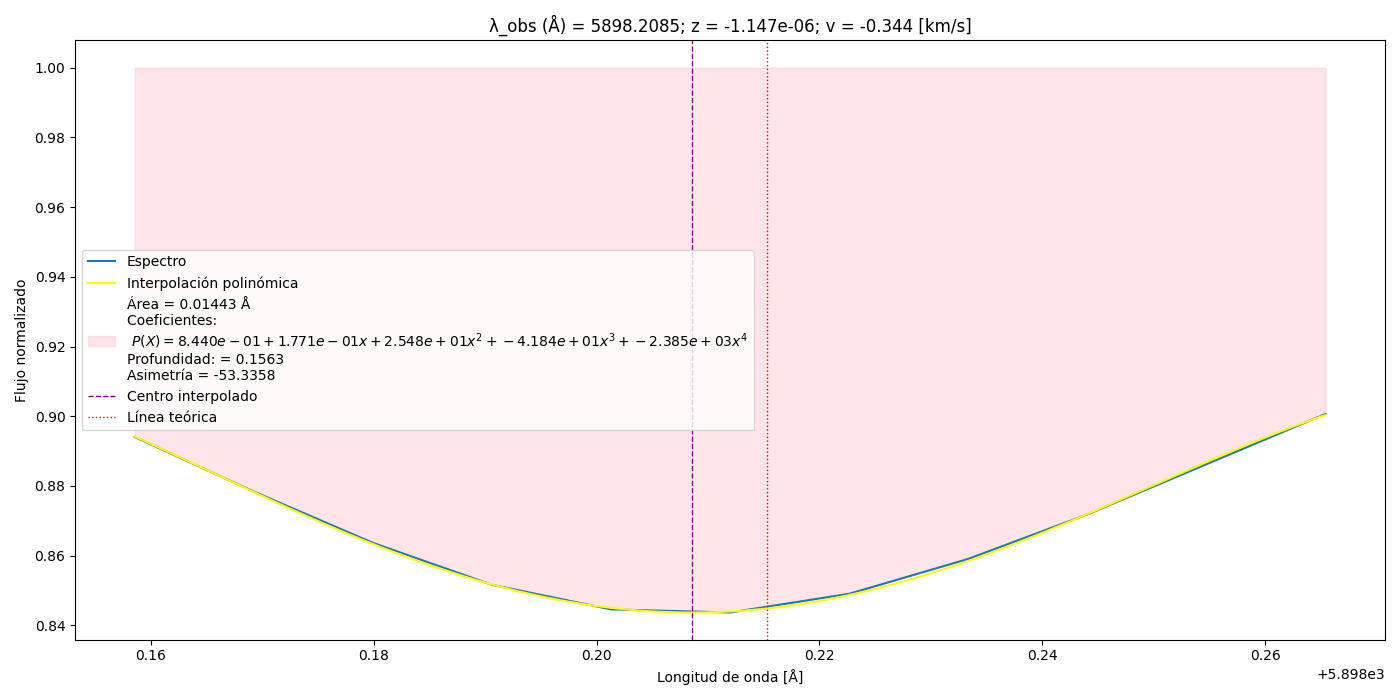 λ_obs (Å) = 5898.2085; z = -1.147e-06; v = -0.344 [km/s]
Flujo normalizado
1.00
0.98
0.96
0.94
0.92
0.90
0.88
0.86
0.84
Espectro
Interpolación polinómica
Área = 0.01443 Å
Coeficientes:
P(X) = 8.440e − 01 + 1.771e − 01x + 2.548e + 01x² + −4.184e + 01x³ + −2.385e + 03x⁴
Profundidad: = 0.1563
Asimetría = -53.3358
Centro interpolado
Línea teórica
0.16 0.18 0.20 0.22 0.24 0.26
+5.898e3
Longitud de onda [Å]